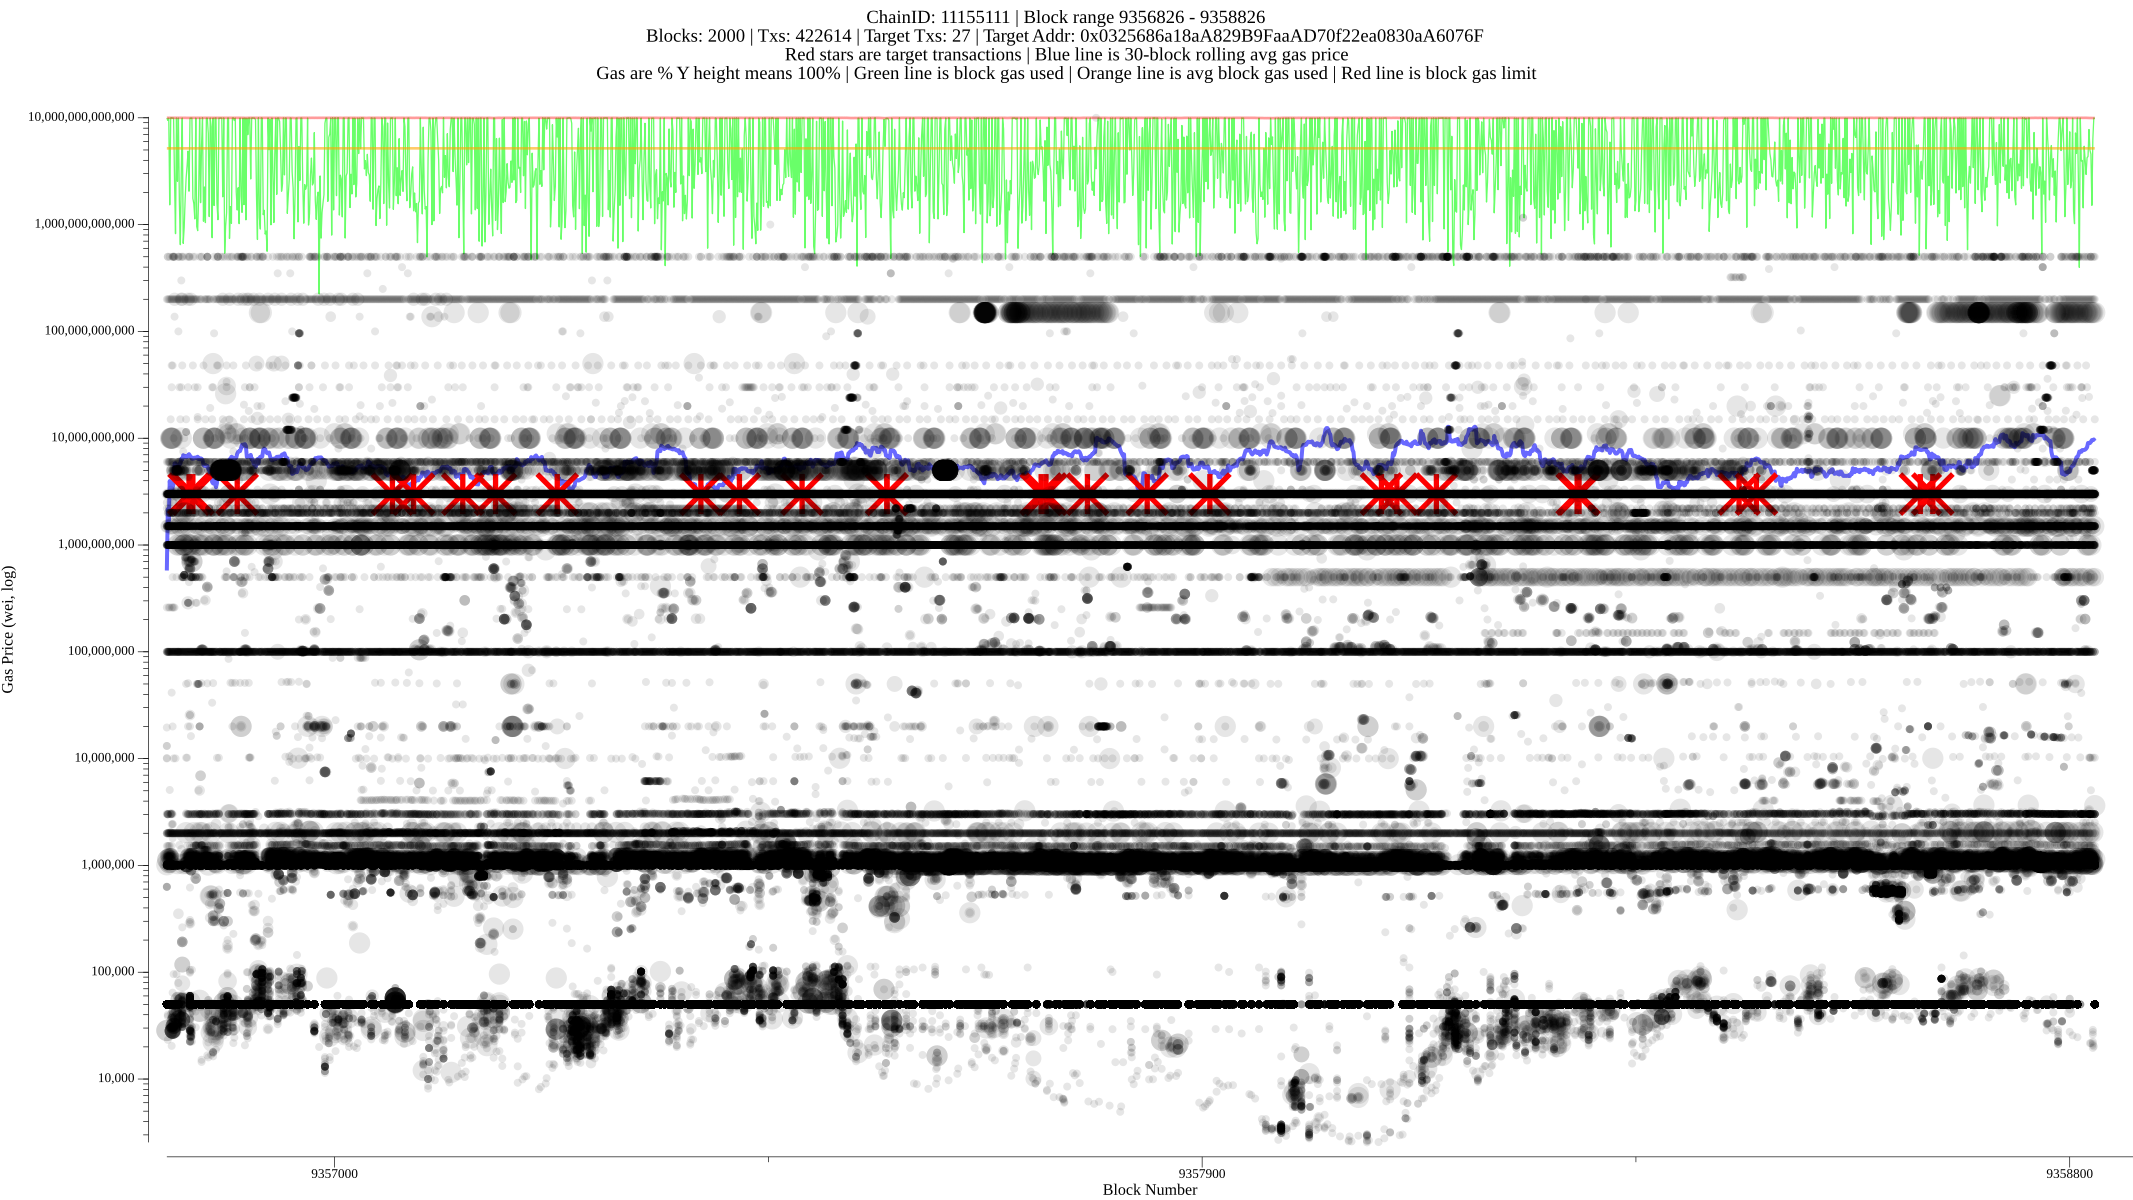 ChainID: 11155111 | Block range 9356826 - 9358826
Blocks: 2000 | Txs: 422614 | Target Txs: 27 | Target Addr: 0x0325686a18aA829B9FaaAD70f22ea0830aA6076F
Red stars are target transactions | Blue line is 30-block rolling avg gas price
Gas are % Y height means 100% | Green line is block gas used | Orange line is avg block gas used | Red line is block gas limit
10,000,000,000,000
1,000,000,000,000
100,000,000,000
10,000,000,000
1,000,000,000
100,000,000
10,000,000
1,000,000
100,000
10,000
Gas Price (wei, log)
9357000
9357900
9358800
Block Number